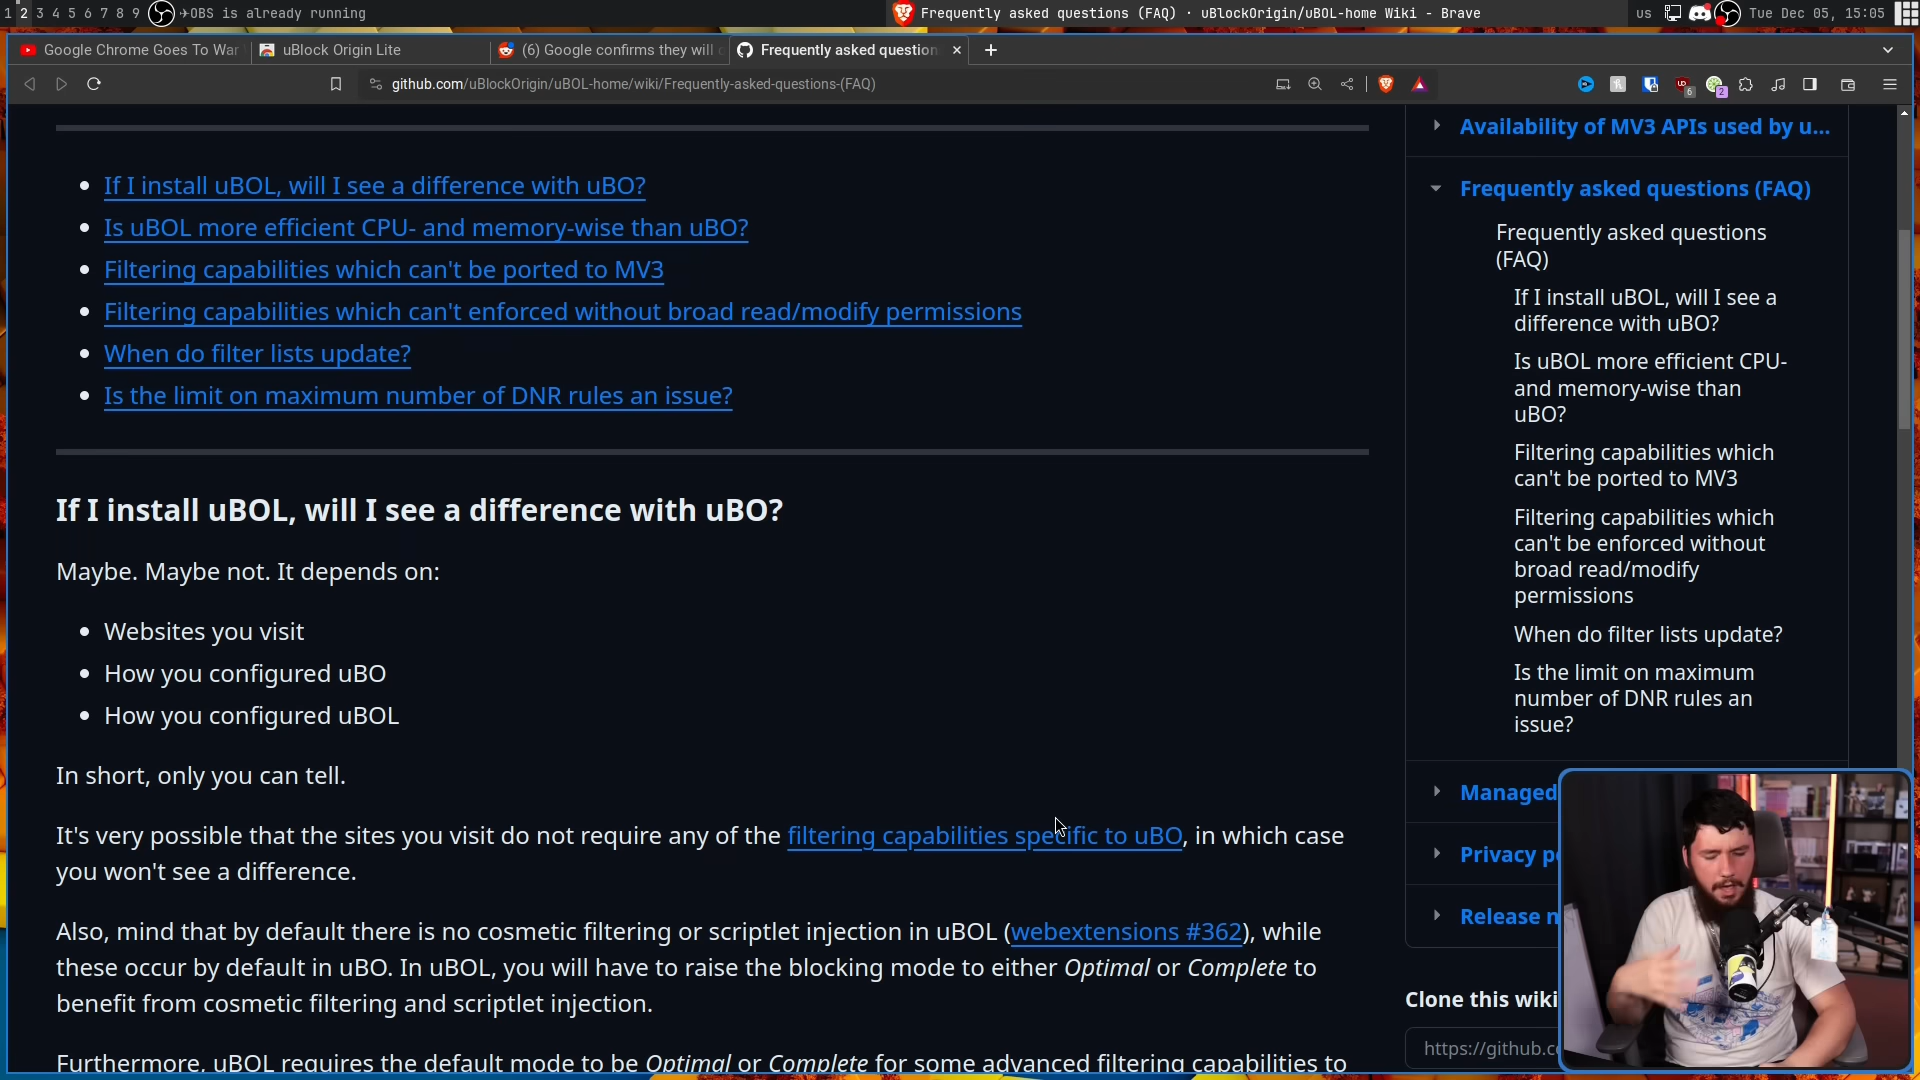 1 2 3 4 5 6 7 8 9 OBS is already running
Frequently asked questions (FAQ) · uBlockOrigin/uBOL-home Wiki - Brave
us Tue Dec 05, 15:05
Google Chrome Goes To War
uBlock Origin Lite
(6) Google confirms they will
Frequently asked question
github.com/uBlockOrigin/uBOL-home/wiki/Frequently-asked-questions-(FAQ)
6
2
If I install uBOL, will I see a difference with uBO?
Is uBOL more efficient CPU- and memory-wise than uBO?
Filtering capabilities which can't be ported to MV3
Filtering capabilities which can't enforced without broad read/modify permissions
When do filter lists update?
Is the limit on maximum number of DNR rules an issue?
If I install uBOL, will I see a difference with uBO?
Maybe. Maybe not. It depends on:
Websites you visit
How you configured uBO
How you configured uBOL
In short, only you can tell.
It's very possible that the sites you visit do not require any of the filtering capabilities specific to uBO, in which case
you won't see a difference.
Also, mind that by default there is no cosmetic filtering or scriptlet injection in uBOL (webextensions #362), while
these occur by default in uBO. In uBOL, you will have to raise the blocking mode to either Optimal or Complete to
benefit from cosmetic filtering and scriptlet injection.
Furthermore, uBOL requires the default mode to be Optimal or Complete for some advanced filtering capabilities to
Availability of MV3 APIs used by u...
Frequently asked questions (FAQ)
Frequently asked questions
(FAQ)
If I install uBOL, will I see a
difference with uBO?
Is uBOL more efficient CPU-
and memory-wise than
uBO?
Filtering capabilities which
can't be ported to MV3
Filtering capabilities which
can't be enforced without
broad read/modify
permissions
When do filter lists update?
Is the limit on maximum
number of DNR rules an
issue?
Managed
Privacy p
Release n
Clone this wiki
https://github.c